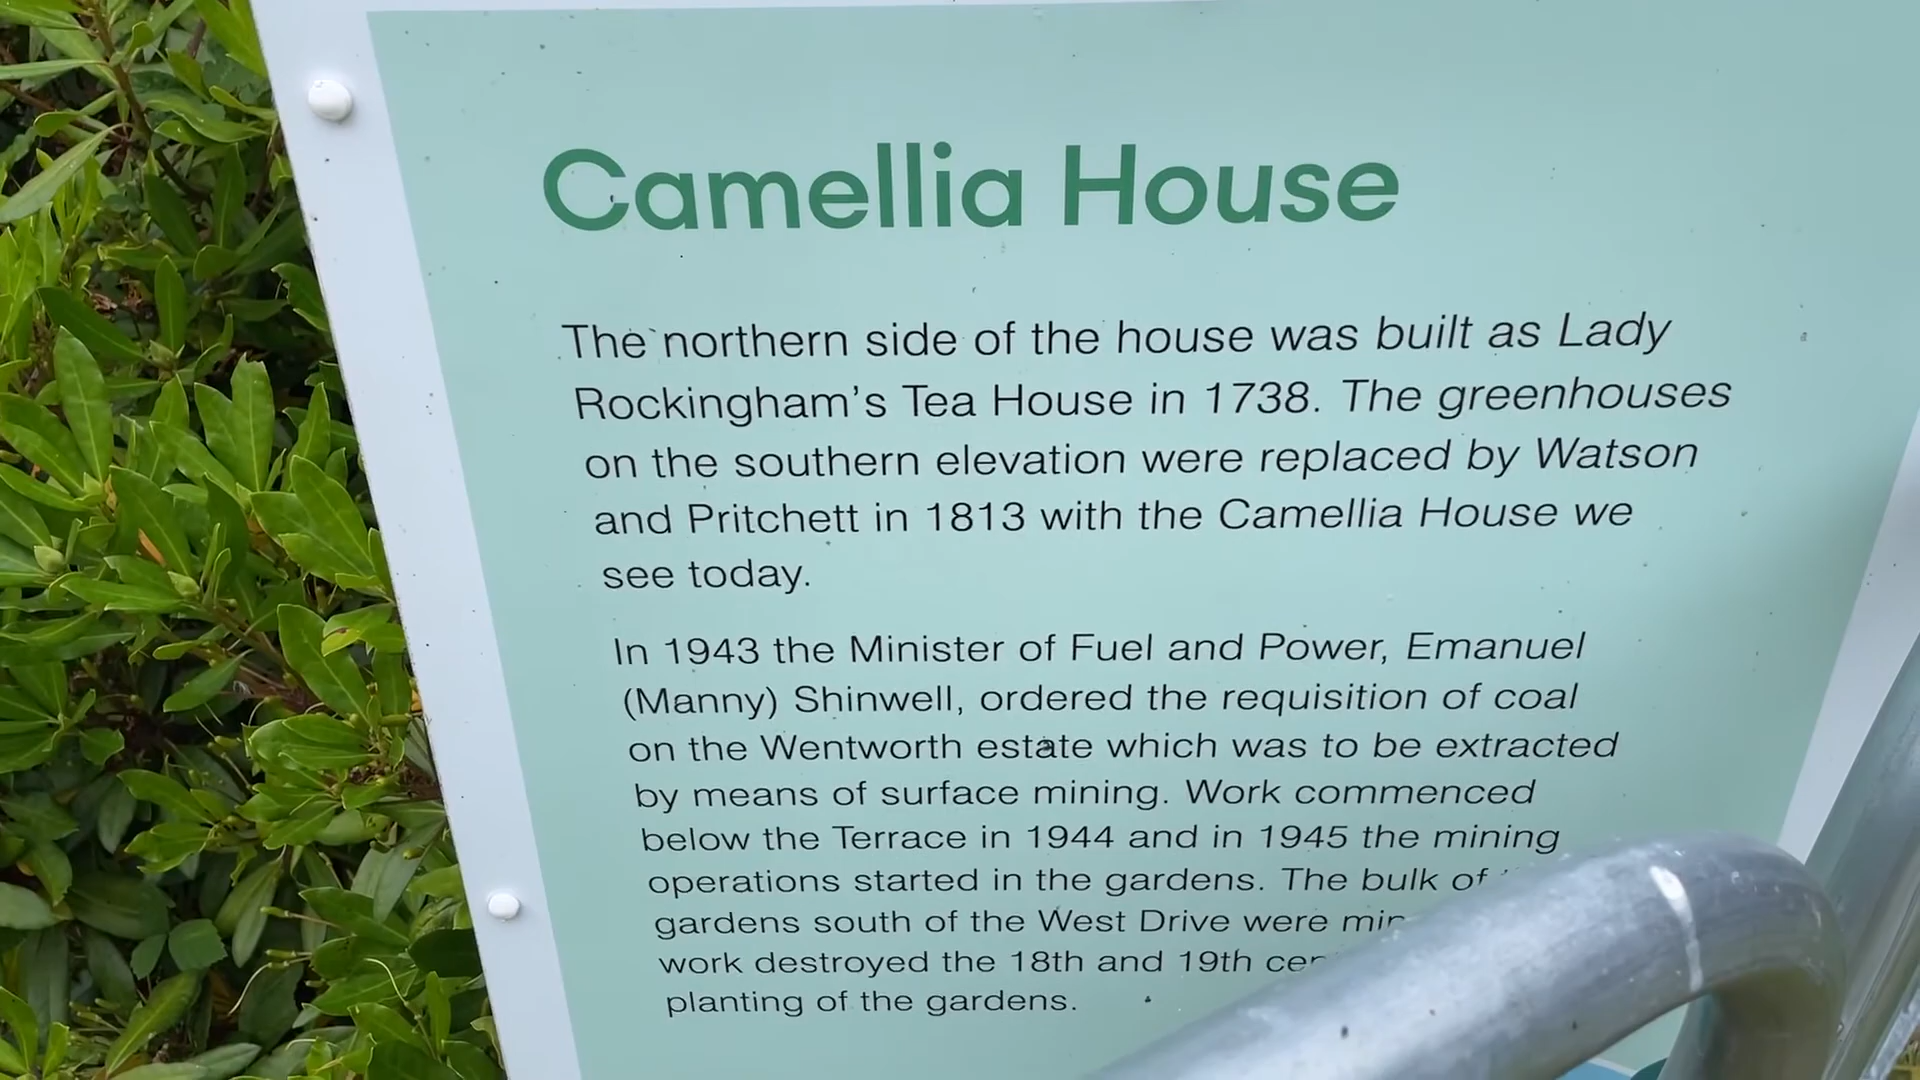 Camellia House
The northern side of the house was built as Lady
Rockingham's Tea House in 1738. The greenhouses
on the southern elevation were replaced by Watson
and Pritchett in 1813 with the Camellia House we
see today.
In 1943 the Minister of Fuel and Power, Emanuel
(Manny) Shinwell, ordered the requisition of coal
on the Wentworth estate which was to be extracted
by means of surface mining. Work commenced
below the Terrace in 1944 and in 1945 the mining
operations started in the gardens. The bulk of
gardens south of the West Drive were
work destroyed the 18th and 19th
planting of the gardens.